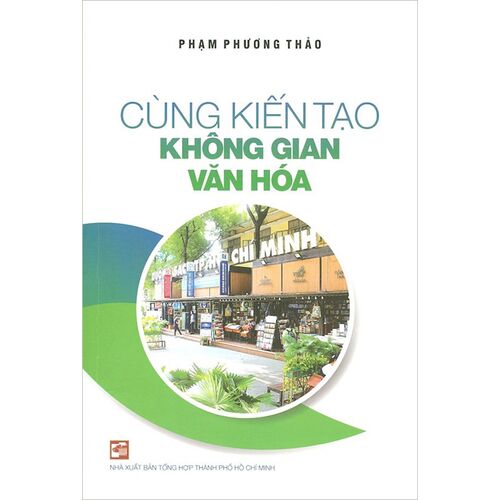 PHẠM PHƯƠNG THẢO
CÙNG KIẾN TẠO
KHÔNG GIAN
VĂN HÓA
CHÍ MINH
NHÀ XUẤT BẢN TỔNG HỢP THÀNH PHỐ HỒ CHÍ MINH